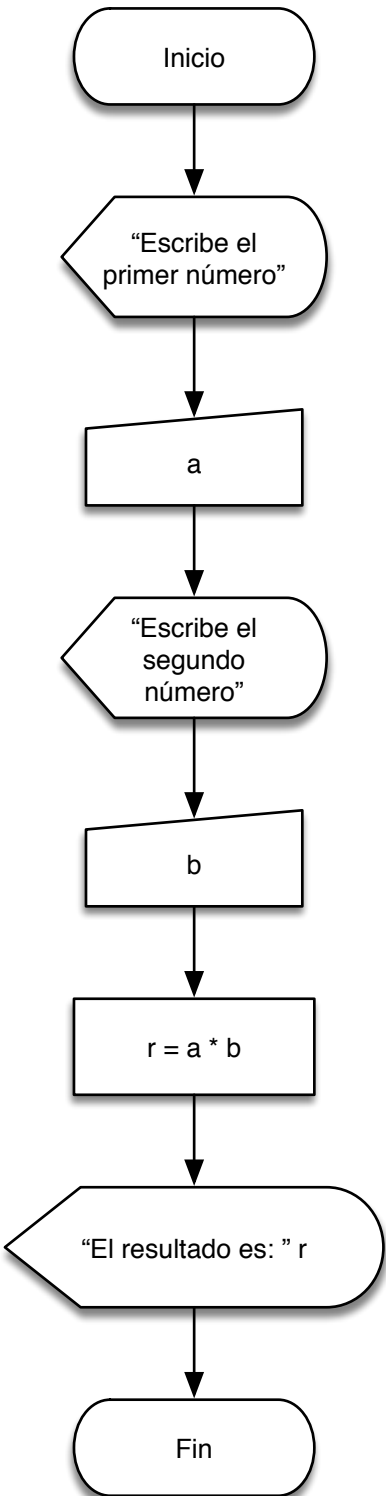 Inicio
“Escribe el
primer número”
a
“Escribe el
segundo
número”
b
r = a * b
“El resultado es: ” r
Fin